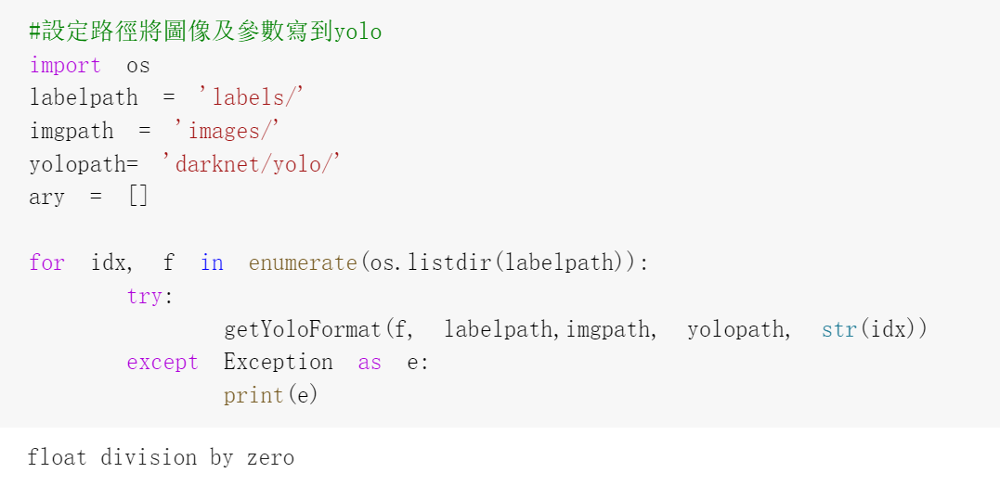 #設定路徑將圖像及參數寫到yolo
import os
labelpath = 'labels/'
imgpath = 'images/'
yolopath= 'darknet/yolo/'
ary = []
for idx, f in enumerate(os.listdir(labelpath)):
try:
getYoloFormat(f, labelpath,imgpath, yolopath, str(idx))
except Exception as e:
print(e)
float division by zero